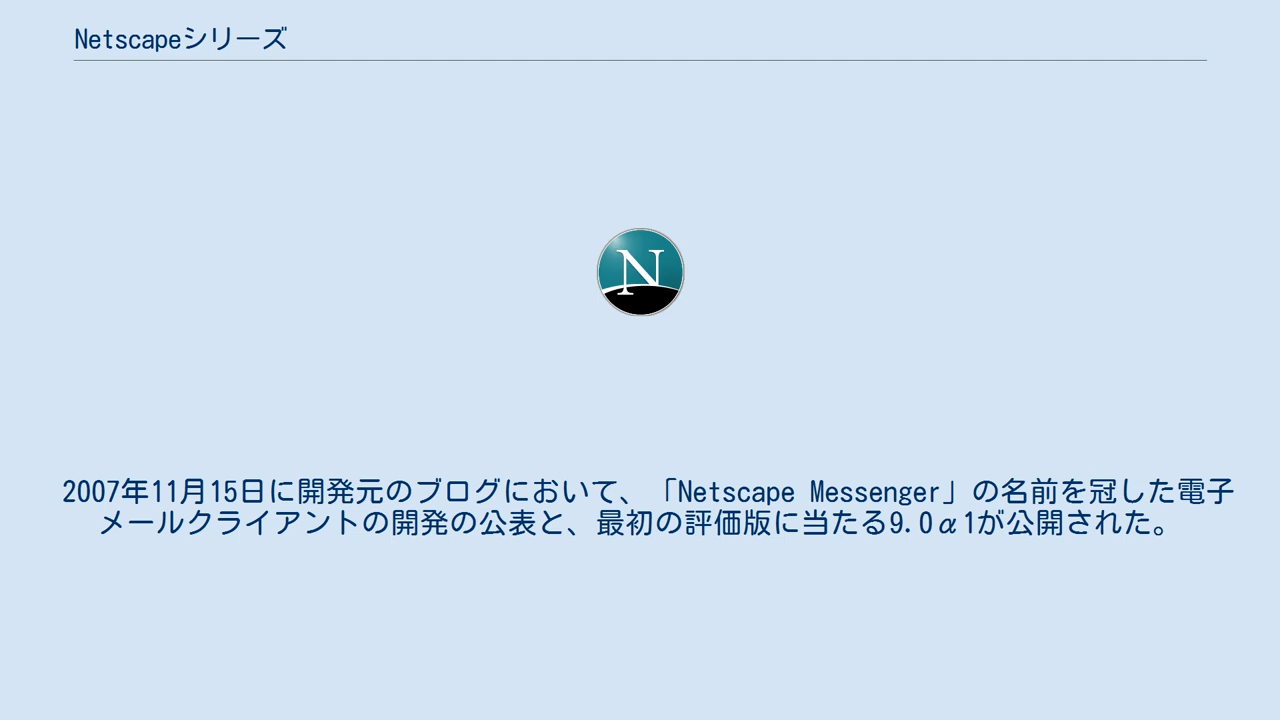 Netscapeシリーズ
N
2007年11月15日に開発元のブログにおいて、「Netscape Messenger」の名前を冠した電子
メールクライアントの開発の公表と、最初の評価版に当たる9.0α1が公開された。